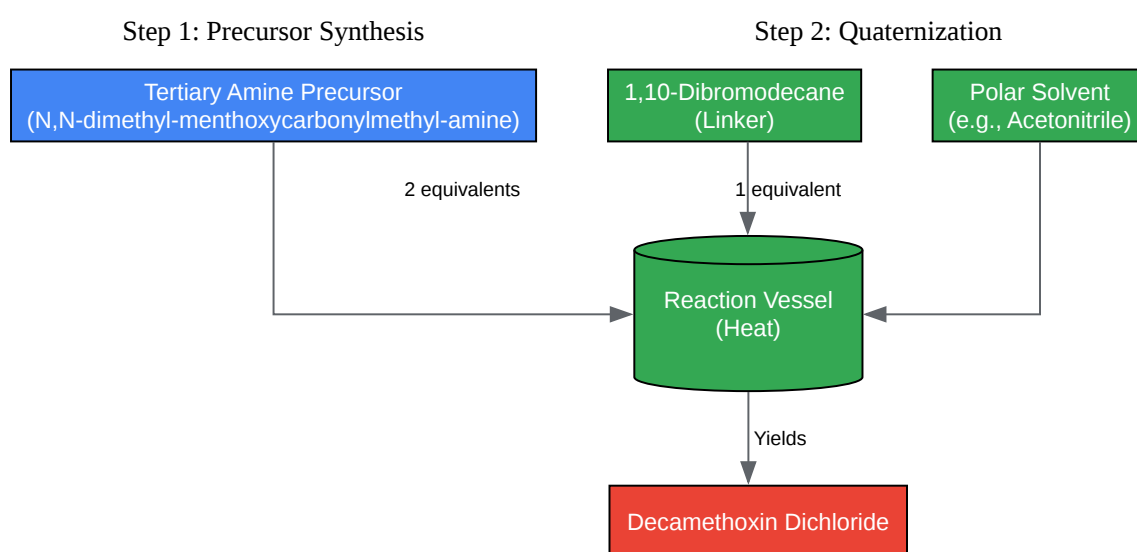 Step 1: Precursor Synthesis
Step 2: Quaternization
Tertiary Amine Precursor
(N,N-dimethyl-menthoxycarbonylmethyl-amine)
1,10-Dibromodecane
(Linker)
Polar Solvent
(e.g., Acetonitrile)
2 equivalents
1 equivalent
Reaction Vessel
(Heat)
Yields
Decamethoxin Dichloride